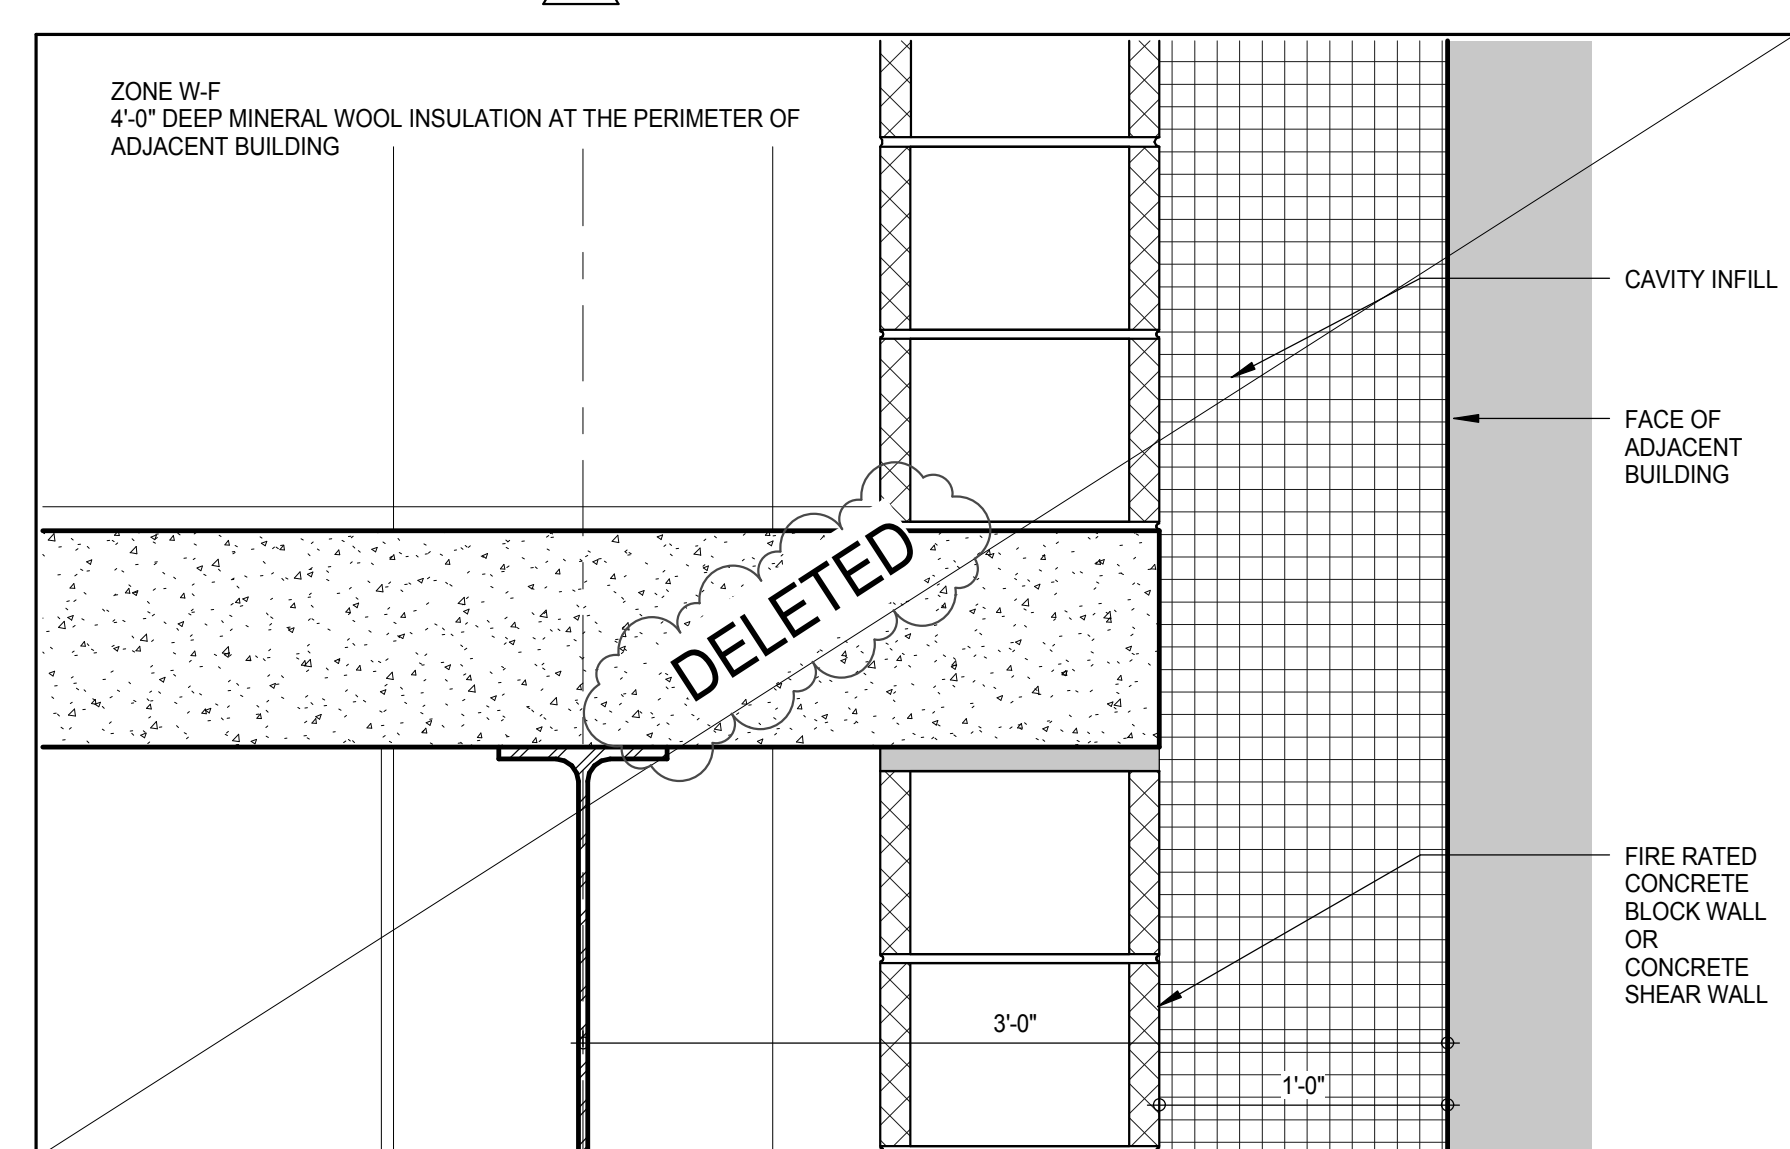 ZONE W-F
4'-0" DEEP MINERAL WOOL INSULATION AT THE PERIMETER OF
ADJACENT BUILDING
CAVITY INFILL
FACE OF
ADJACENT
BUILDING
DELETED
FIRE RATED
CONCRETE
BLOCK WALL
OR
CONCRETE
SHEAR WALL
3'-0"
1'-0"